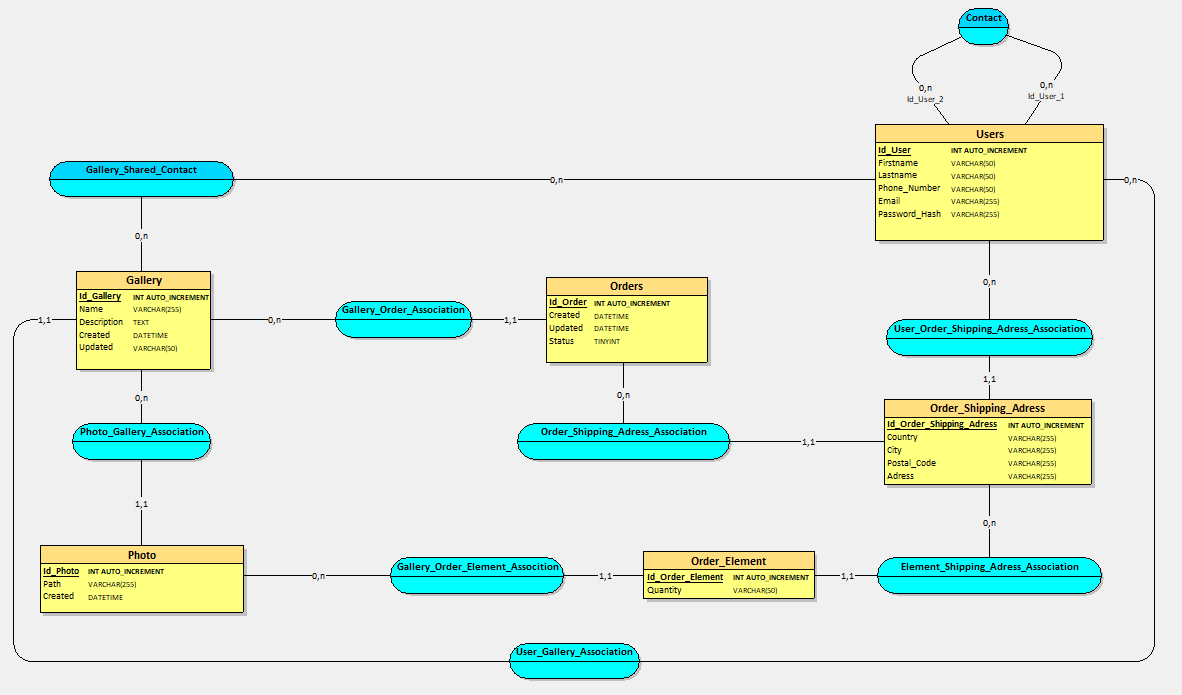 Contact
0,n
Id_User_2
0,n
Id_User_1
Users
Id_User INT AUTO_INCREMENT
Firstname VARCHAR(50)
Lastname VARCHAR(50)
Phone_Number VARCHAR(50)
Email VARCHAR(255)
Password_Hash VARCHAR(255)
Gallery_Shared_Contact
0,n
0,n
0,n
0,n
Gallery
Id_Gallery INT AUTO_INCREMENT
Name VARCHAR(255)
Description TEXT
Created DATETIME
Updated VARCHAR(50)
1,1
0,n
Gallery_Order_Association
1,1
Orders
Id_Order INT AUTO_INCREMENT
Created DATETIME
Updated DATETIME
Status TINYINT
User_Order_Shipping_Adress_Association
1,1
0,n
0,n
Photo_Gallery_Association
Order_Shipping_Adress_Association
1,1
Order_Shipping_Adress
Id_Order_Shipping_Adress INT AUTO_INCREMENT
Country VARCHAR(255)
City VARCHAR(255)
Postal_Code VARCHAR(255)
Adress VARCHAR(255)
1,1
0,n
Photo
Id_Photo INT AUTO_INCREMENT
Path VARCHAR(255)
Created DATETIME
0,n
Gallery_Order_Element_Assocition
1,1
Order_Element
Id_Order_Element INT AUTO_INCREMENT
Quantity VARCHAR(50)
1,1
Element_Shipping_Adress_Association
User_Gallery_Association